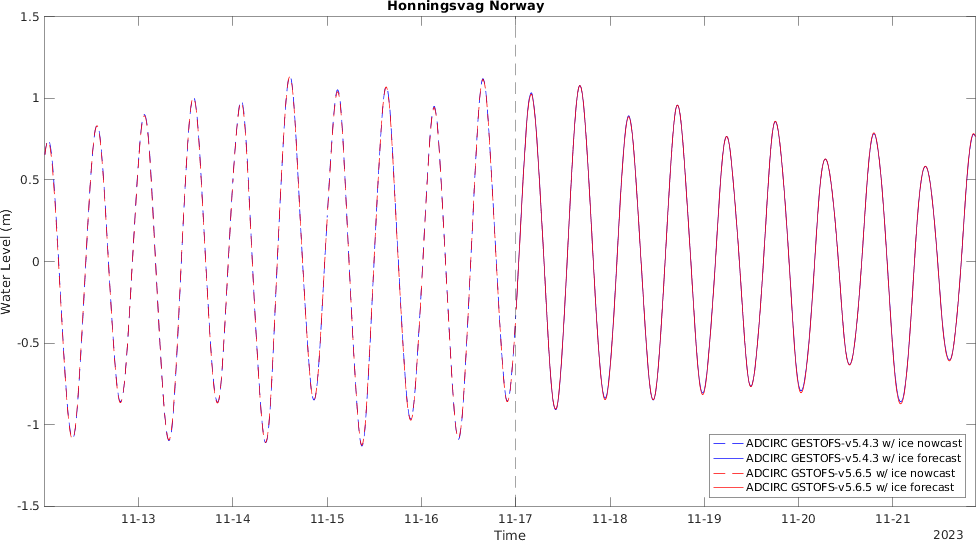 Honningsvag Norway
1.5
1
0.5
0
-0.5
-1
-1.5
Water Level (m)
11-13 11-14 11-15 11-16 11-17 11-18 11-19 11-20 11-21
Time
2023
ADCIRC GESTOFS-v5.4.3 w/ ice nowcast
ADCIRC GESTOFS-v5.4.3 w/ ice forecast
ADCIRC GSTOFS-v5.6.5 w/ ice nowcast
ADCIRC GSTOFS-v5.6.5 w/ ice forecast